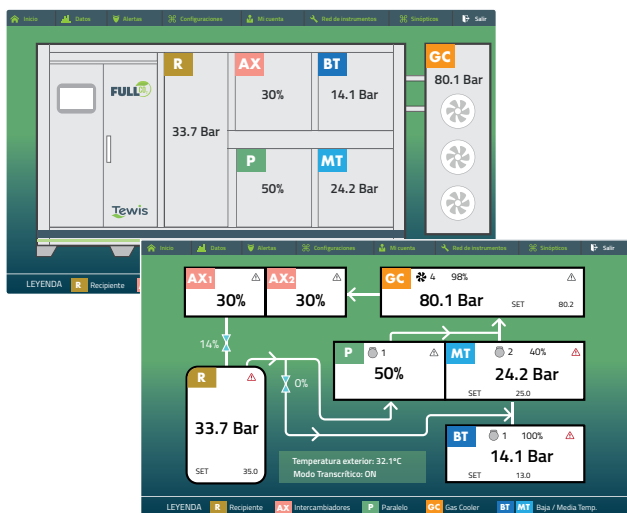 Inicio Datos Alertas Configuraciones Mi cuenta Red de instrumentos Sinópticos Salir
R AX BT GC
80.1 Bar
30% 14.1 Bar
FULL
33.7 Bar
P MT
50% 24.2 Bar
Tewis
LEYENDA R Recipiente
Inicio Datos Alertas Configuraciones Mi cuenta Red de instrumentos Sinópticos Salir
AX1 AX2 GC 4 98%
30% 30% 80.1 Bar SET 80.2
14%
P 1 MT 2 40%
R 0% 50% 24.2 Bar
SET 25.0
33.7 Bar
BT 1 100%
14.1 Bar
Temperatura exterior: 32.1ºC
SET 35.0 Modo Transcrítico: ON SET 13.0
LEYENDA R Recipiente AX Intercambiadores P Paralelo GC Gas Cooler BT MT Baja / Media Temp.